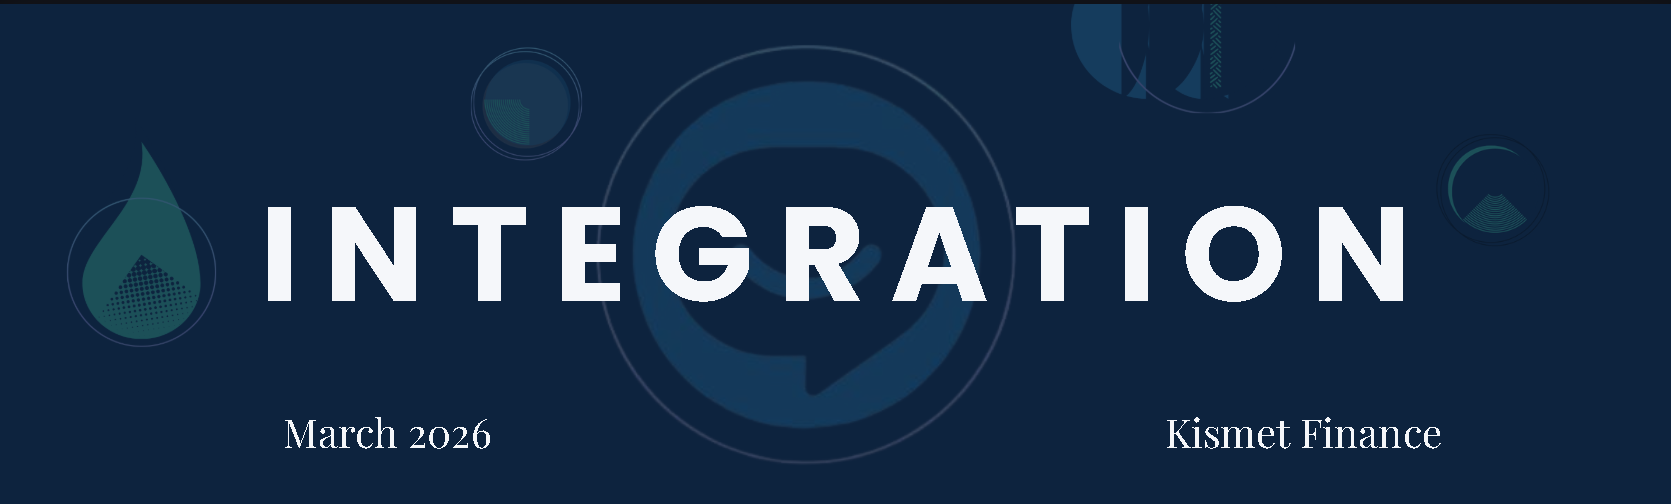 INTEGRATION
March 2026
Kismet Finance